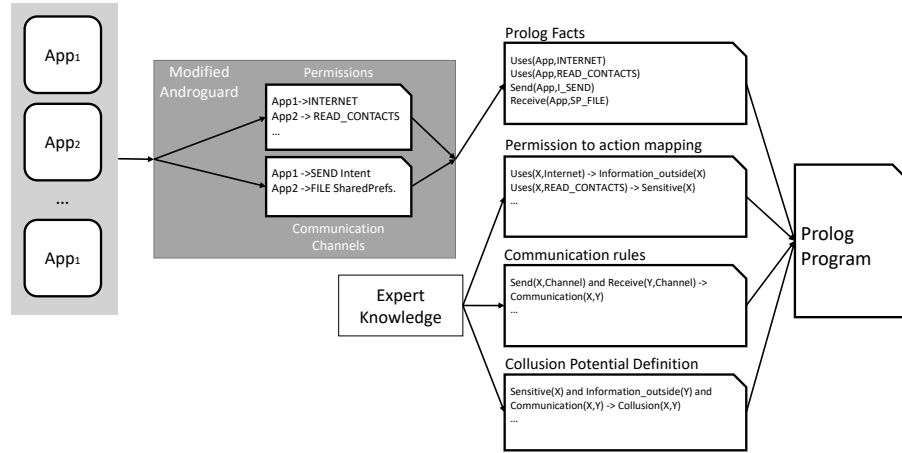 App1
App2
...
App1
Modified
Androguard
Permissions
App1->INTERNET
App2 -> READ_CONTACTS
...
App1 ->SEND Intent
App2 ->FILE SharedPrefs.
Communication
Channels
Expert
Knowledge
Prolog Facts
Uses(App,INTERNET)
Uses(App,READ_CONTACTS)
Send(App,I_SEND)
Receive(App,SP_FILE)
Permission to action mapping
Uses(X,Internet) -> Information_outside(X)
Uses(X,READ_CONTACTS) -> Sensitive(X)
...
Communication rules
Send(X,Channel) and Receive(Y,Channel) ->
Communication(X,Y)
...
Collusion Potential Definition
Sensitive(X) and Information_outside(Y) and
Communication(X,Y) -> Collusion(X,Y)
...
Prolog
Program